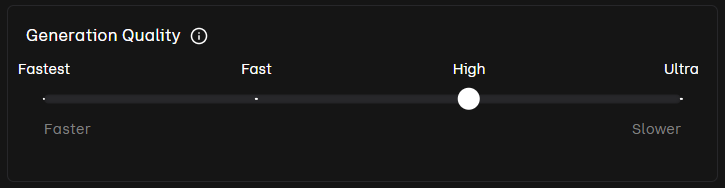 Generation Quality
Fastest Fast High Ultra
Faster Slower